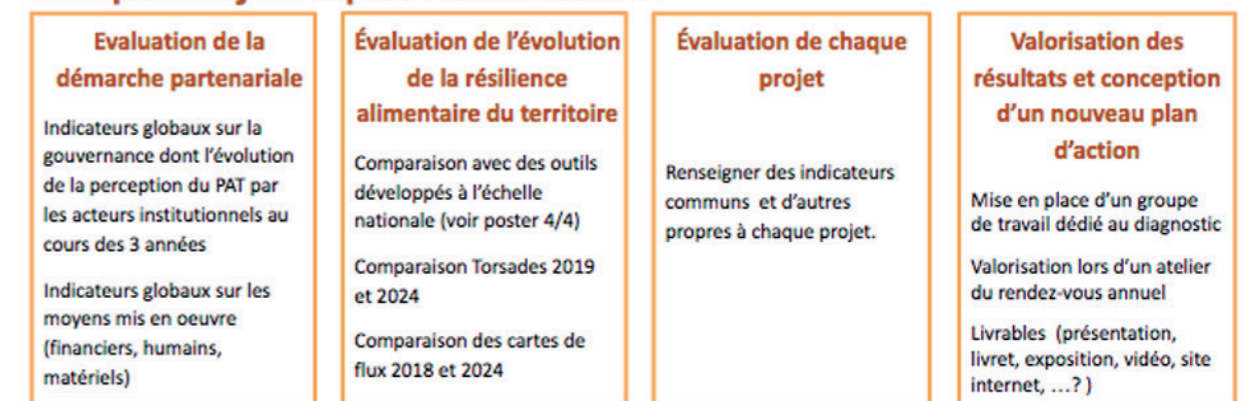 Evaluation de la
démarche partenariale
Indicateurs globaux sur la
gouvernance dont l'évolution
de la perception du PAT par
les acteurs institutionnels au
cours des 3 années
Indicateurs globaux sur les
moyens mis en oeuvre
(financiers, humains,
matériels)
Évaluation de l'évolution
de la résilience
alimentaire du territoire
Comparaison avec des outils
développés à l'échelle
nationale (voir poster 4/4)
Comparaison Torsades 2019
et 2024
Comparaison des cartes de
flux 2018 et 2024
Évaluation de chaque
projet
Renseigner des indicateurs
communs et d'autres
propres à chaque projet.
Valorisation des
résultats et conception
d'un nouveau plan
d'action
Mise en place d'un groupe
de travail dédié au diagnostic
Valorisation lors d'un atelier
du rendez-vous annuel
Livrables (présentation,
livret, exposition, vidéo, site
internet, ...? )